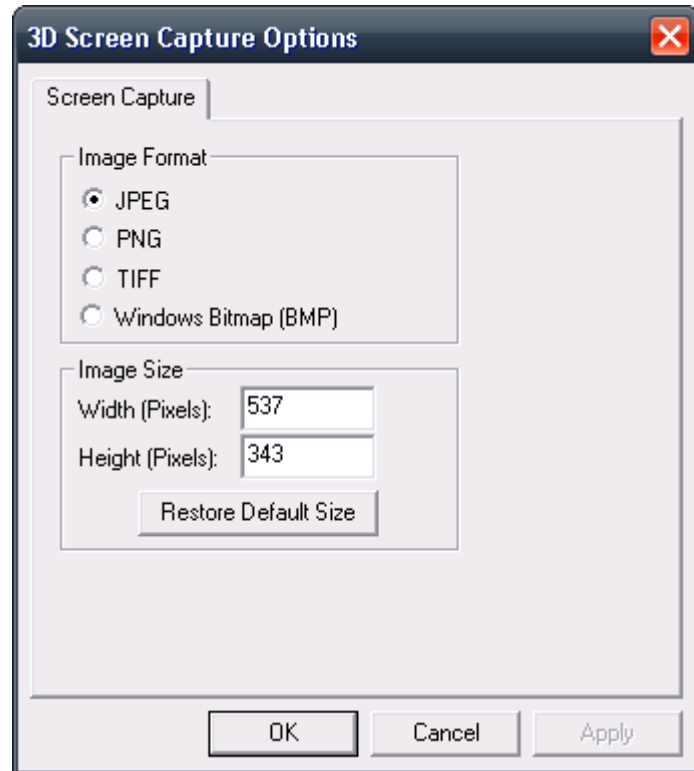 3D Screen Capture Options
Screen Capture
Image Format
JPEG
PNG
TIFF
Windows Bitmap (BMP)
Image Size
Width (Pixels): 537
Height (Pixels): 343
Restore Default Size
OK Cancel Apply